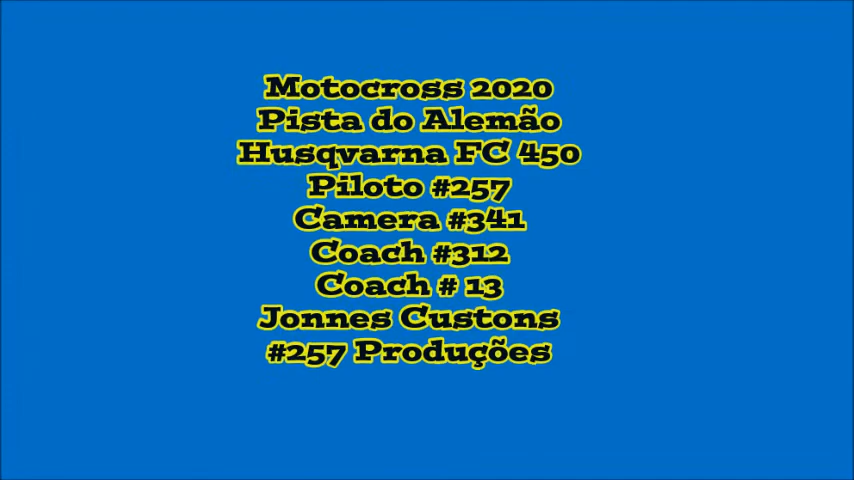 Motocross 2020
Pista do Alemão
Husqvarna FC 450
Piloto #257
Camera #341
Coach #312
Coach # 13
Jonnes Custons
#257 Produções